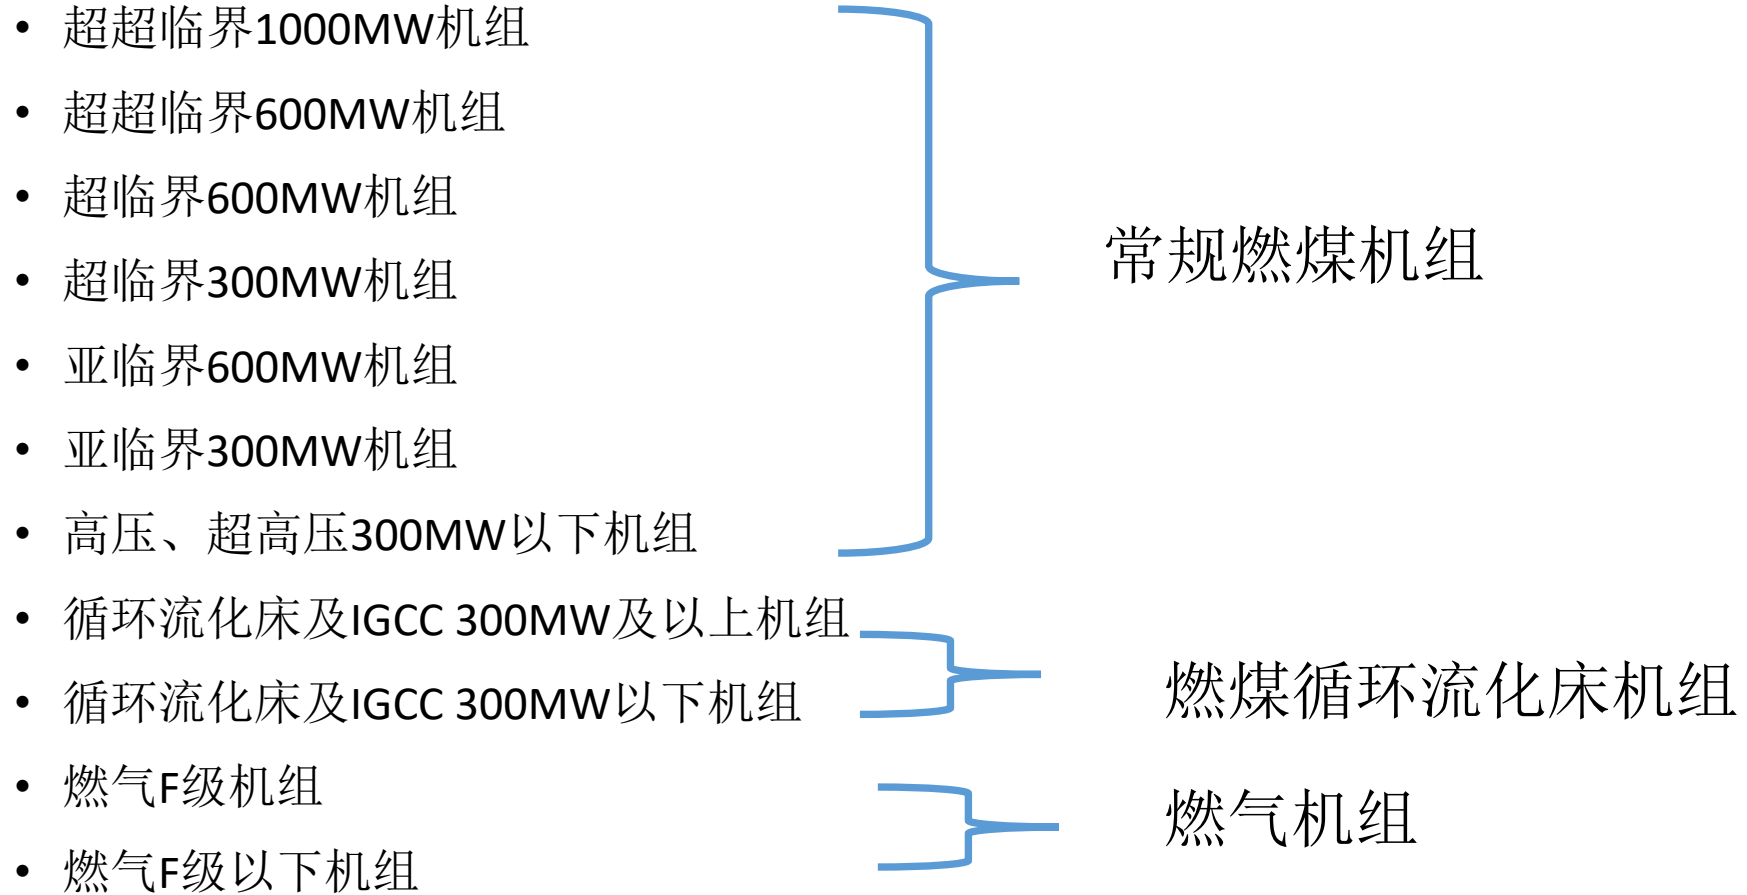 • 超超临界1000MW机组
• 超超临界600MW机组
• 超临界600MW机组
• 超临界300MW机组
• 亚临界600MW机组
• 亚临界300MW机组
• 高压、超高压300MW以下机组
• 循环流化床及IGCC 300MW及以上机组
• 循环流化床及IGCC 300MW以下机组
• 燃气F级机组
• 燃气F级以下机组
常规燃煤机组
燃煤循环流化床机组
燃气机组